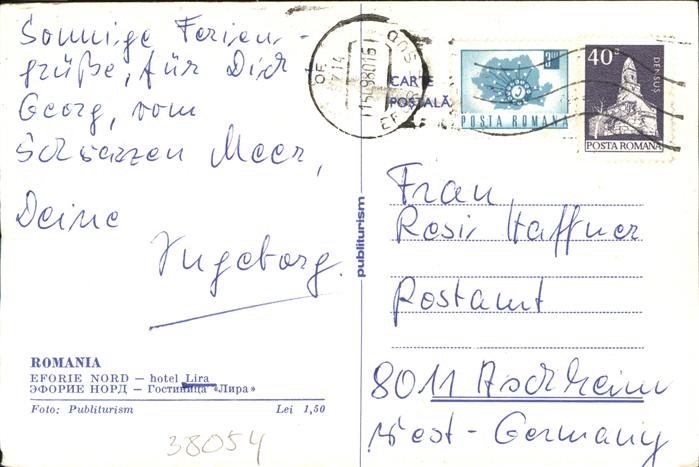 Sonnige Ferien-
grüße, für Dich
Georg, vom
Schwarzen Meer,
Deine
Ingeborg.
ROMANIA
EFORIE NORD — hotel Lira
ЭФОРИЕ НОРД — Гостиница «Лира»
Foto: Publiturism Lei 1,50
38054
publiturism
CARTE
POȘTALĂ
POSTA ROMANA
40
DENSUS
POSTA ROMANA
Frau
Rosi Haffner
Postamt
8011 Aschheim
West-Germany